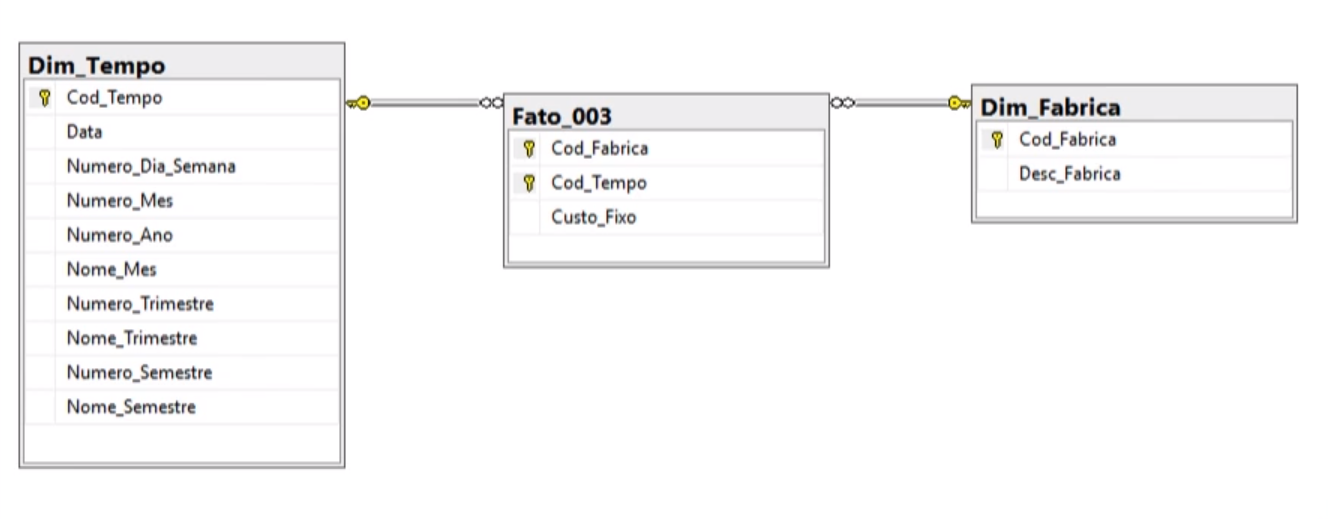 Dim_Tempo
Cod_Tempo
Data
Numero_Dia_Semana
Numero_Mes
Numero_Ano
Nome_Mes
Numero_Trimestre
Nome_Trimestre
Numero_Semestre
Nome_Semestre
Fato_003
Cod_Fabrica
Cod_Tempo
Custo_Fixo
Dim_Fabrica
Cod_Fabrica
Desc_Fabrica